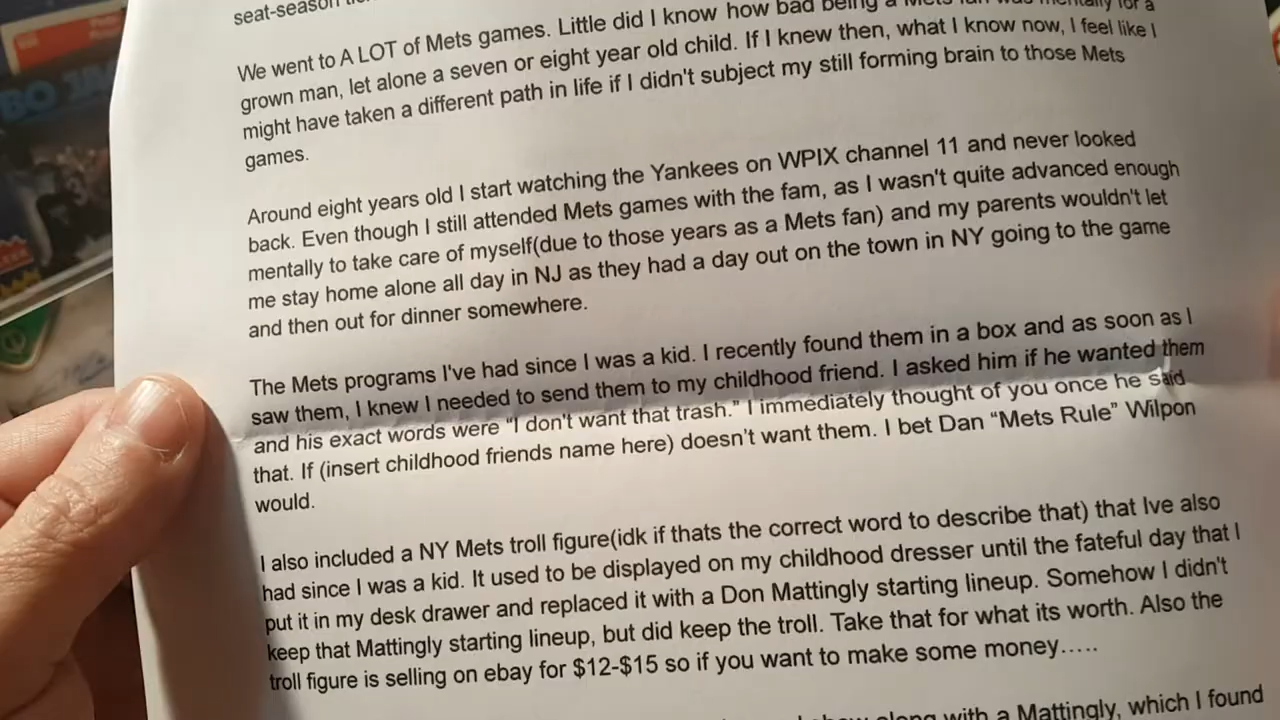 seat-season
We went to A LOT of Mets games. Little did I know how bad being a Mets fan was mentally for a
grown man, let alone a seven or eight year old child. If I knew then, what I know now, I feel like I
might have taken a different path in life if I didn't subject my still forming brain to those Mets
games.
Around eight years old I start watching the Yankees on WPIX channel 11 and never looked
back. Even though I still attended Mets games with the fam, as I wasn't quite advanced enough
mentally to take care of myself(due to those years as a Mets fan) and my parents wouldn't let
me stay home alone all day in NJ as they had a day out on the town in NY going to the game
and then out for dinner somewhere.
The Mets programs I've had since I was a kid. I recently found them in a box and as soon as I
saw them, I knew I needed to send them to my childhood friend. I asked him if he wanted them
and his exact words were “I don't want that trash.” I immediately thought of you once he said
that. If (insert childhood friends name here) doesn’t want them. I bet Dan “Mets Rule” Wilpon
would.
I also included a NY Mets troll figure(idk if thats the correct word to describe that) that Ive also
had since I was a kid. It used to be displayed on my childhood dresser until the fateful day that I
put it in my desk drawer and replaced it with a Don Mattingly starting lineup. Somehow I didn't
keep that Mattingly starting lineup, but did keep the troll. Take that for what its worth. Also the
troll figure is selling on ebay for $12-$15 so if you want to make some money…..
along with a Mattingly, which I found
BO JA